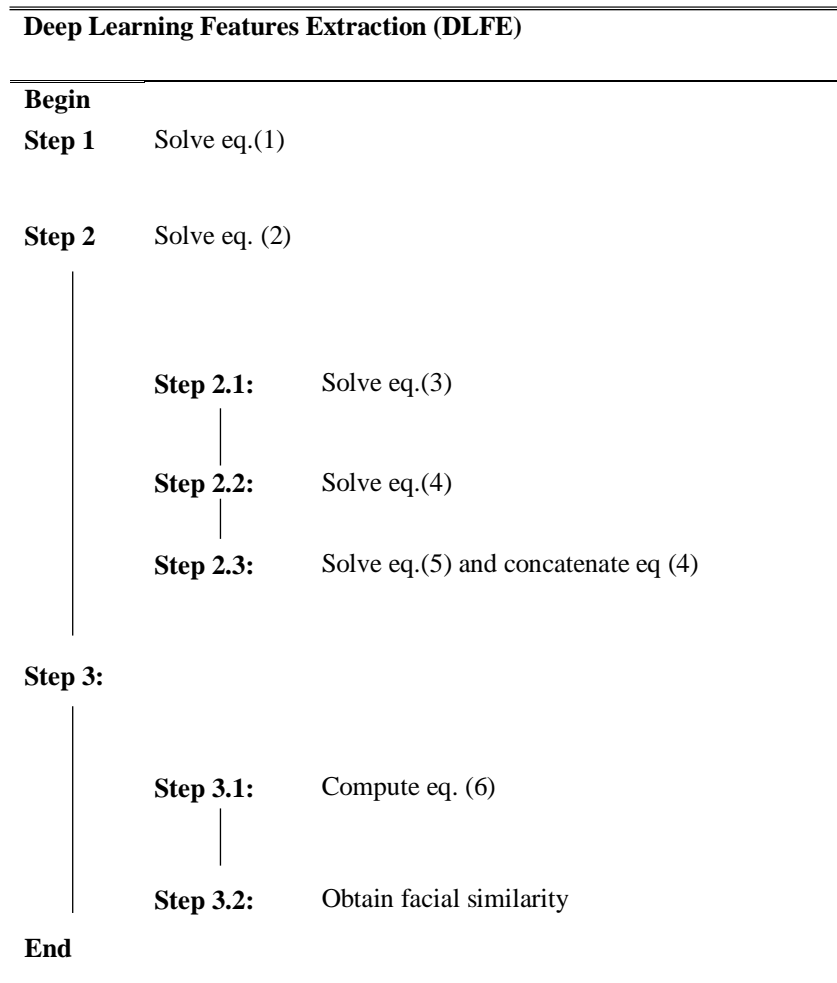 Deep Learning Features Extraction (DLFE)
Begin
Step 1 Solve eq.(1)
Step 2 Solve eq. (2)
Step 2.1: Solve eq.(3)
Step 2.2: Solve eq.(4)
Step 2.3: Solve eq.(5) and concatenate eq (4)
Step 3:
Step 3.1: Compute eq. (6)
Step 3.2: Obtain facial similarity
End